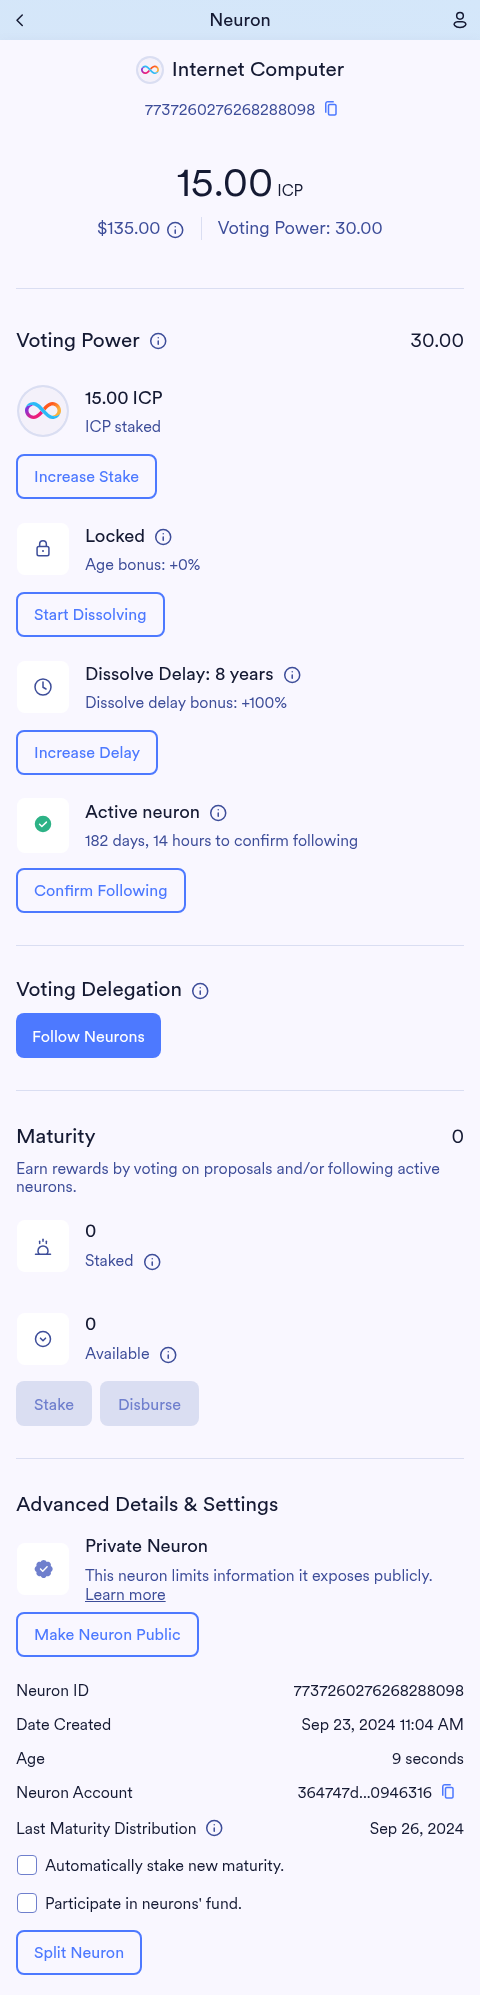 Neuron
Internet Computer
7737260276268288098
15.00 ICP
$135.00 Voting Power: 30.00
Voting Power 30.00
15.00 ICP
ICP staked
Increase Stake
Locked
Age bonus: +0%
Start Dissolving
Dissolve Delay: 8 years
Dissolve delay bonus: +100%
Increase Delay
Active neuron
182 days, 14 hours to confirm following
Confirm Following
Voting Delegation
Follow Neurons
Maturity 0
Earn rewards by voting on proposals and/or following active
neurons.
0
Staked
0
Available
Stake Disburse
Advanced Details & Settings
Private Neuron
This neuron limits information it exposes publicly.
Learn more
Make Neuron Public
Neuron ID 7737260276268288098
Date Created Sep 23, 2024 11:04 AM
Age 9 seconds
Neuron Account 364747d...0946316
Last Maturity Distribution Sep 26, 2024
Automatically stake new maturity.
Participate in neurons' fund.
Split Neuron